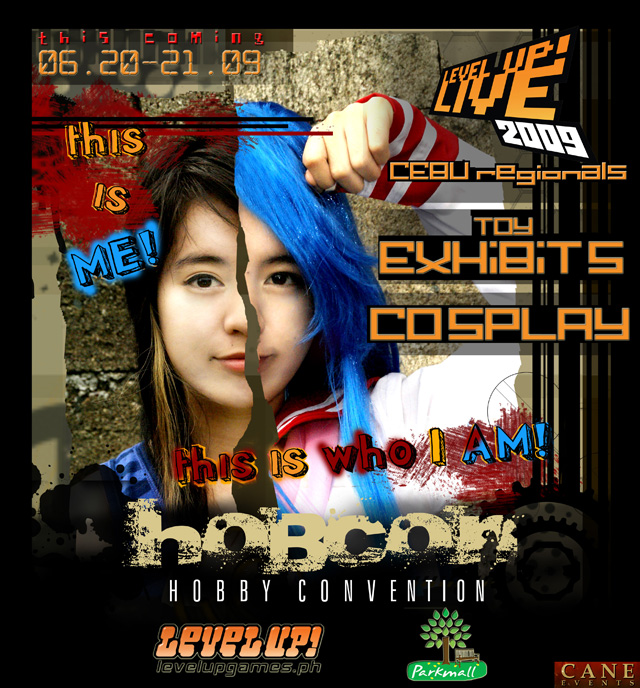 this coming
06.20-21.09
LEVEL UP!
LIVE
2009
CEBU regionals
this
is
ME!
TOY
EXHiBiTS
COSPLAY
this is who I AM!
hoBcon
HOBBY CONVENTION
LEVEL UP!
levelupgames.ph
Parkmall
CANE
EVENTS